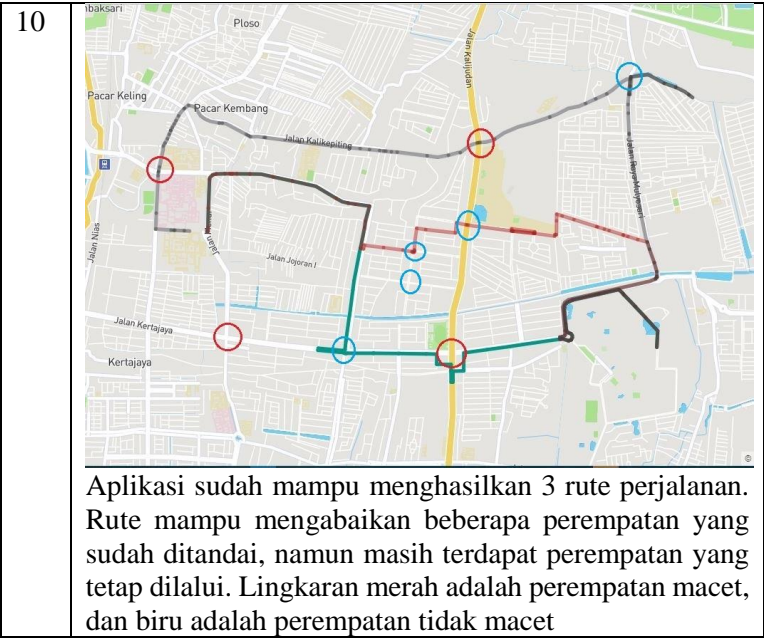 10
baksari
Ploso
Jalan Kalijudan
Pacar Keling
Pacar Kembang
Jalan Kalikepiting
Jalan Raya Mulyosari
Jalan Nias
Jalan
Jalan Jojoran I
Jalan Kertajaya
Kertajaya
©
Aplikasi sudah mampu menghasilkan 3 rute perjalanan.
Rute mampu mengabaikan beberapa perempatan yang
sudah ditandai, namun masih terdapat perempatan yang
tetap dilalui. Lingkaran merah adalah perempatan macet,
dan biru adalah perempatan tidak macet